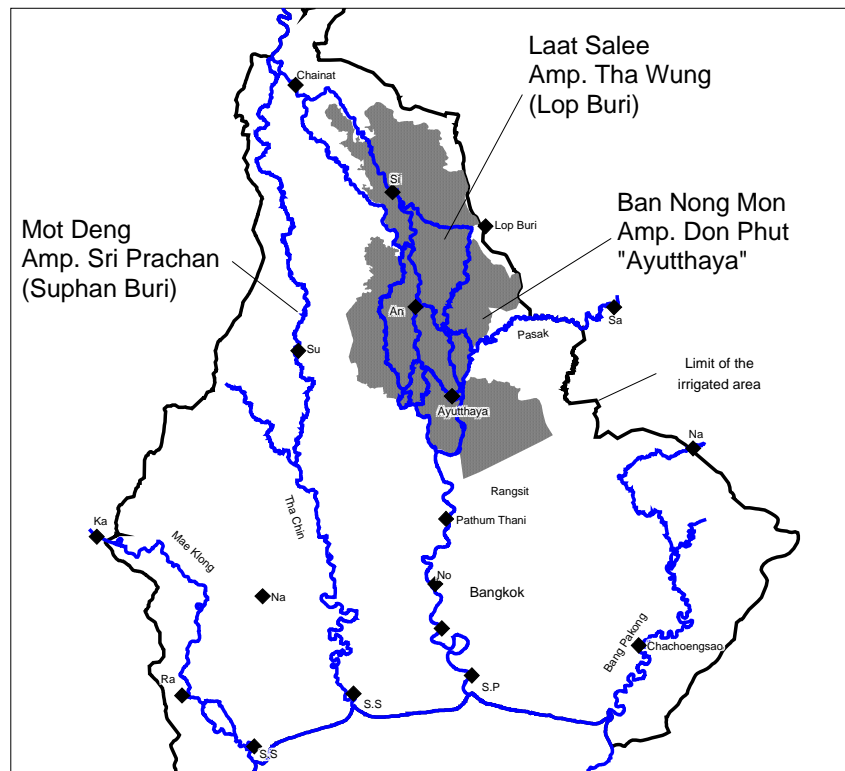 Laat Salee
Amp. Tha Wung
(Lop Buri)
Chainat
Si
Ban Nong Mon
Amp. Don Phut
"Ayutthaya"
Lop Buri
Mot Deng
Amp. Sri Prachan
(Suphan Buri)
An
Sa
Pasak
Su
Limit of the
irrigated area
Ayutthaya
Na
Rangsit
Tha Chin
Pathum Thani
Ka
Mae Klong
No
Bangkok
Na
Bang Pakong
Chachoengsao
Ra
S.P
S.S
S.S